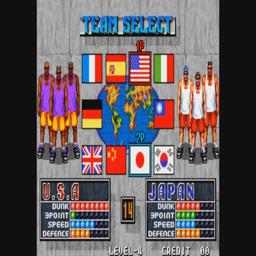 TEAM SELECT
1P
2P
U.S.A
JAPAN
DUNK
3POINT
SPEED
DEFENCE
14
DUNK
3POINT
SPEED
DEFENCE
LEVEL-4 CREDIT 00